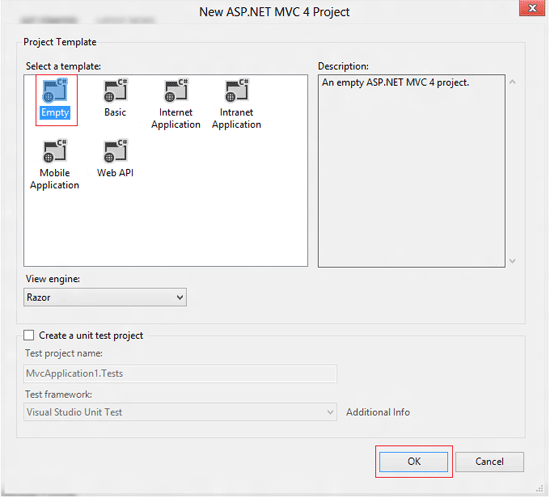 New ASP.NET MVC 4 Project
Project Template
Select a template:
Description:
C# C# C# C#
An empty ASP.NET MVC 4 project.
Empty
Basic
Internet Application
Intranet Application
C# C#
Mobile Application
Web API
View engine:
Razor
Create a unit test project
Test project name:
MvcApplication1.Tests
Test framework:
Visual Studio Unit Test
Additional Info
OK
Cancel